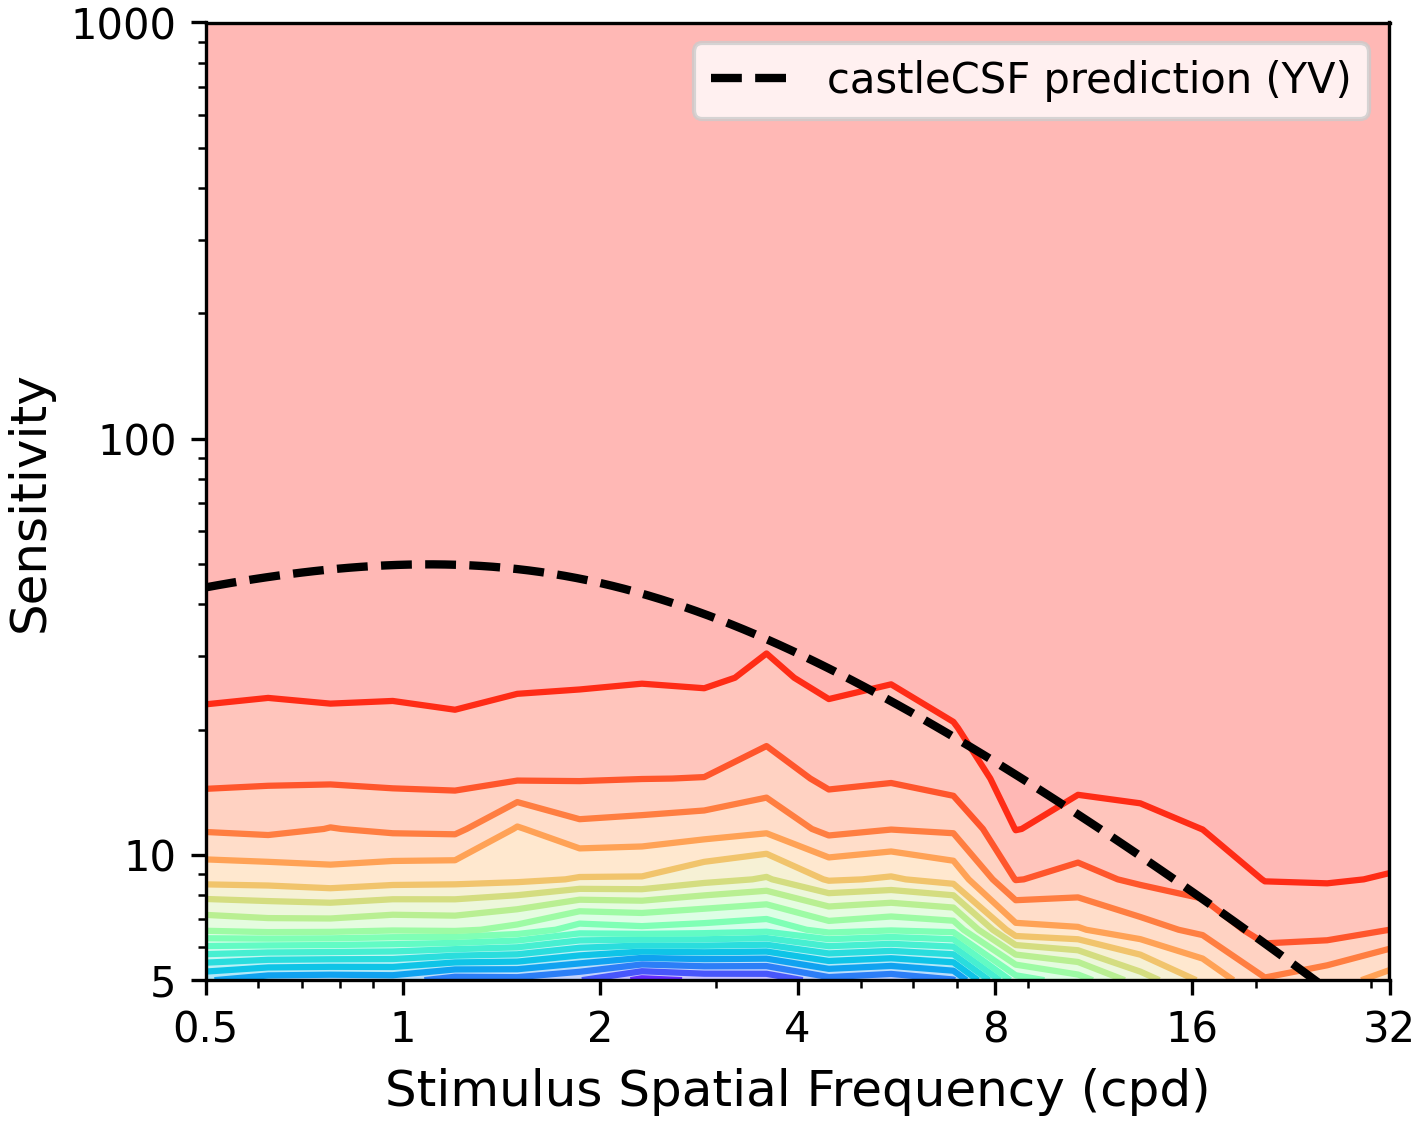 1000
castleCSF prediction (YV)
Sensitivity
100
10
5
0.5 1 2 4 8 16 32
Stimulus Spatial Frequency (cpd)